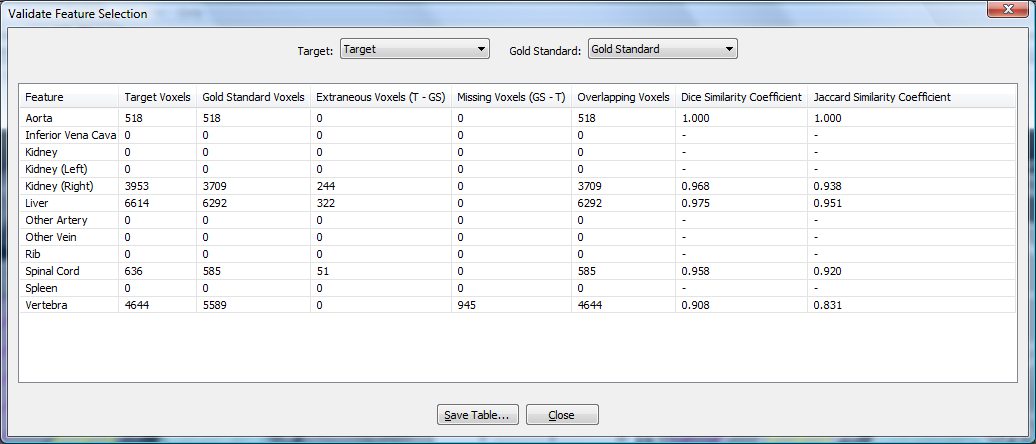 Validate Feature Selection
Target: Target Gold Standard: Gold Standard
Feature Target Voxels Gold Standard Voxels Extraneous Voxels (T - GS) Missing Voxels (GS - T) Overlapping Voxels Dice Similarity Coefficient Jaccard Similarity Coefficient
Aorta 518 518 0 0 518 1.000 1.000
Inferior Vena Cava 0 0 0 0 0 - -
Kidney 0 0 0 0 0 - -
Kidney (Left) 0 0 0 0 0 - -
Kidney (Right) 3953 3709 244 0 3709 0.968 0.938
Liver 6614 6292 322 0 6292 0.975 0.951
Other Artery 0 0 0 0 0 - -
Other Vein 0 0 0 0 0 - -
Rib 0 0 0 0 0 - -
Spinal Cord 636 585 51 0 585 0.958 0.920
Spleen 0 0 0 0 0 - -
Vertebra 4644 5589 0 945 4644 0.908 0.831
Save Table... Close